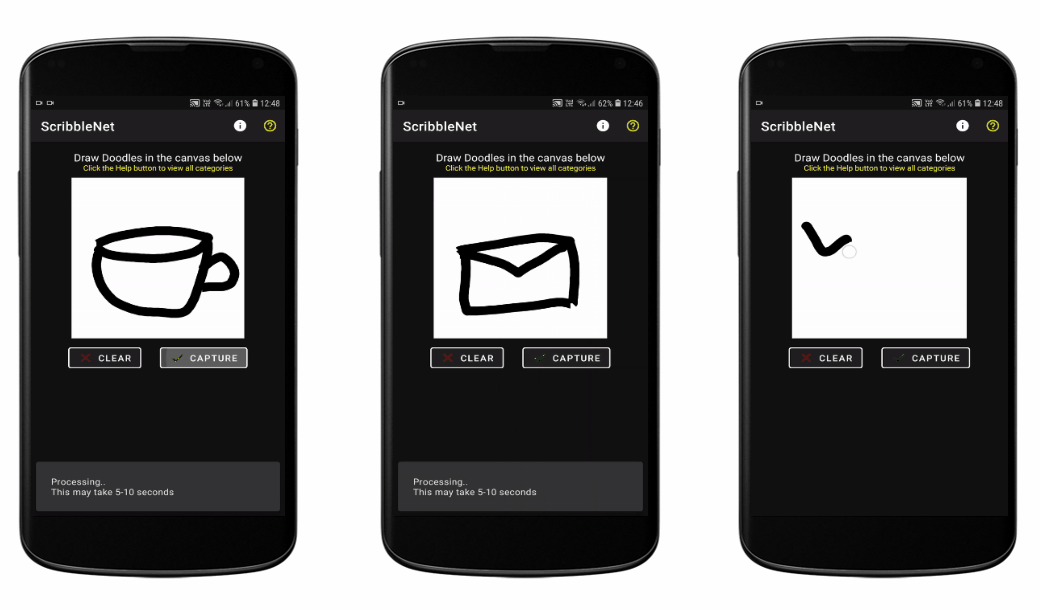 61% 12:48
ScribbleNet
Draw Doodles in the canvas below
Click the Help button to view all categories
CLEAR
CAPTURE
Processing..
This may take 5-10 seconds
62% 12:46
ScribbleNet
Draw Doodles in the canvas below
Click the Help button to view all categories
CLEAR
CAPTURE
Processing..
This may take 5-10 seconds
61% 12:48
ScribbleNet
Draw Doodles in the canvas below
Click the Help button to view all categories
CLEAR
CAPTURE